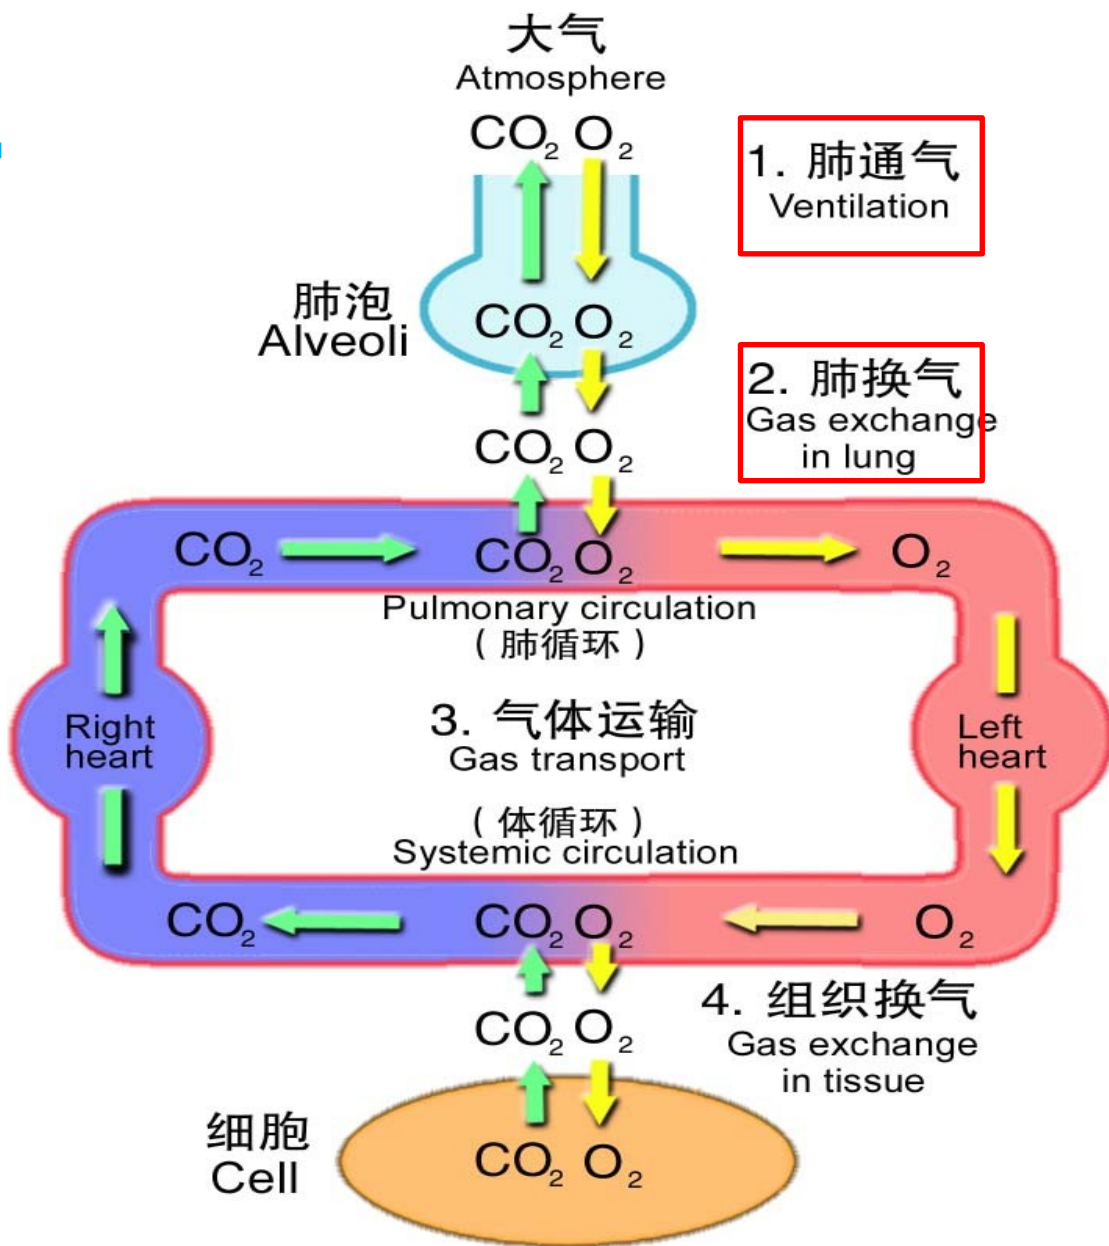 大气
Atmosphere
CO₂ O₂
1. 肺通气
Ventilation
肺泡
Alveoli
CO₂ O₂
2. 肺换气
Gas exchange
in lung
CO₂ O₂
CO₂ CO₂ O₂ O₂
Pulmonary circulation
（肺循环）
Right
heart
3. 气体运输
Gas transport
Left
heart
（体循环）
Systemic circulation
CO₂ CO₂ O₂ O₂
4. 组织换气
Gas exchange
in tissue
CO₂ O₂
细胞
Cell
CO₂ O₂